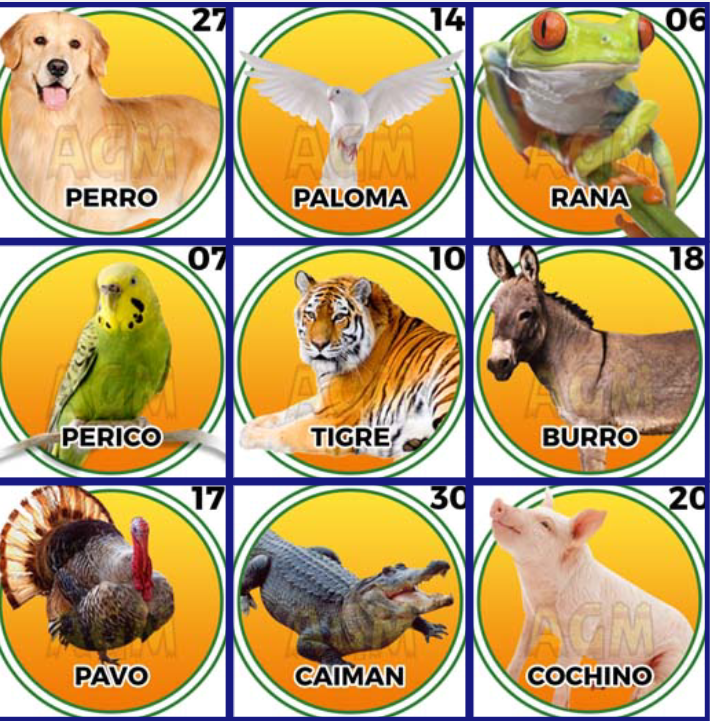 27
AGM
PERRO
14
AGM
PALOMA
06
AGM
RANA
07
AGM
PERICO
10
AGM
TIGRE
18
AGM
BURRO
17
AGM
PAVO
30
AGM
CAIMAN
20
AGM
COCHINO